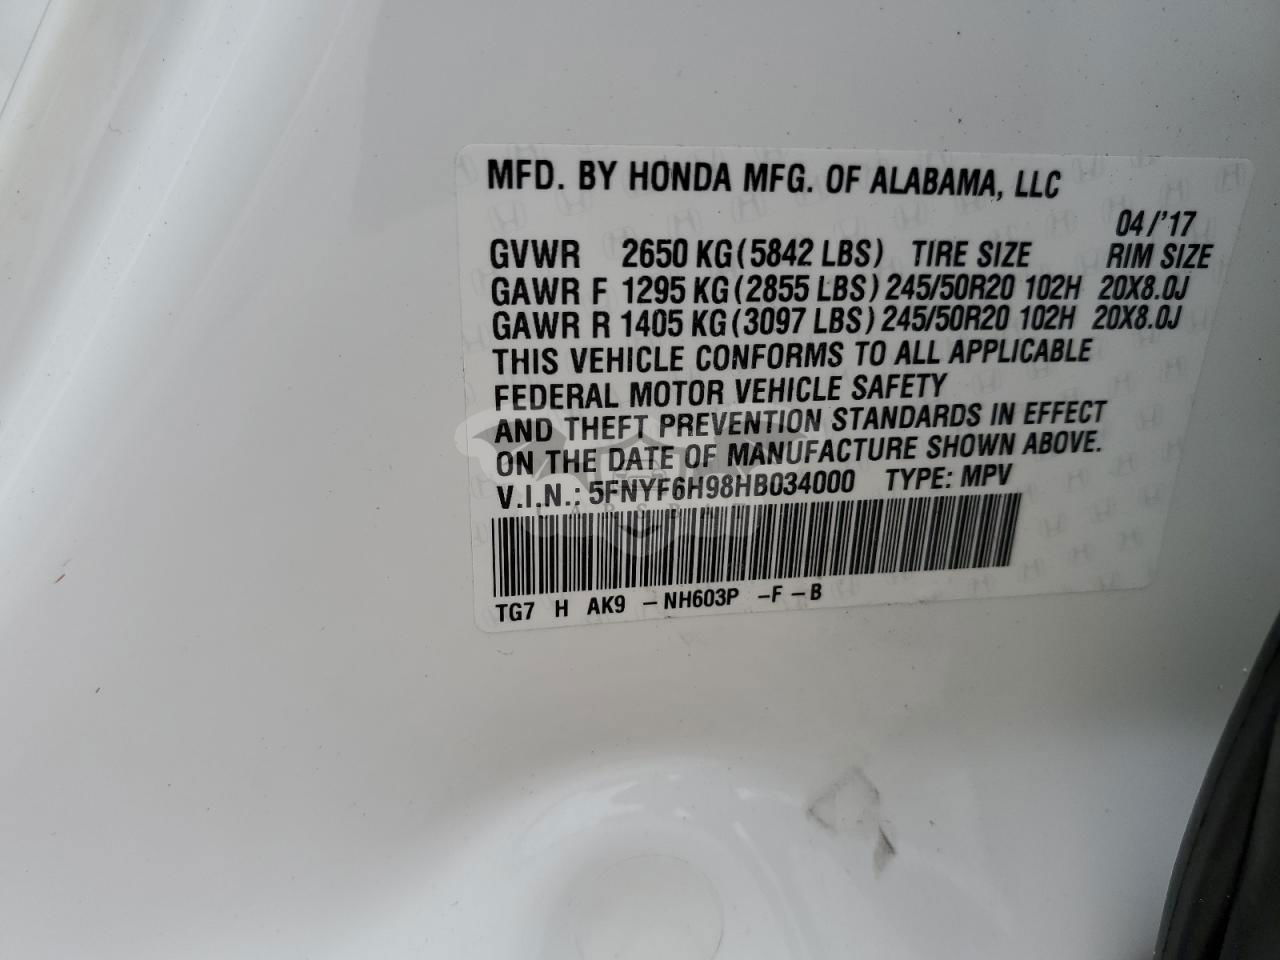 MFD. BY HONDA MFG. OF ALABAMA, LLC
04/'17
GVWR 2650 KG (5842 LBS) TIRE SIZE RIM SIZE
GAWR F 1295 KG (2855 LBS) 245/50R20 102H 20X8.0J
GAWR R 1405 KG (3097 LBS) 245/50R20 102H 20X8.0J
THIS VEHICLE CONFORMS TO ALL APPLICABLE
FEDERAL MOTOR VEHICLE SAFETY
AND THEFT PREVENTION STANDARDS IN EFFECT
ON THE DATE OF MANUFACTURE SHOWN ABOVE.
V.I.N.: 5FNYF6H98HB034000 TYPE: MPV
TG7 H AK9 -NH603P -F-B